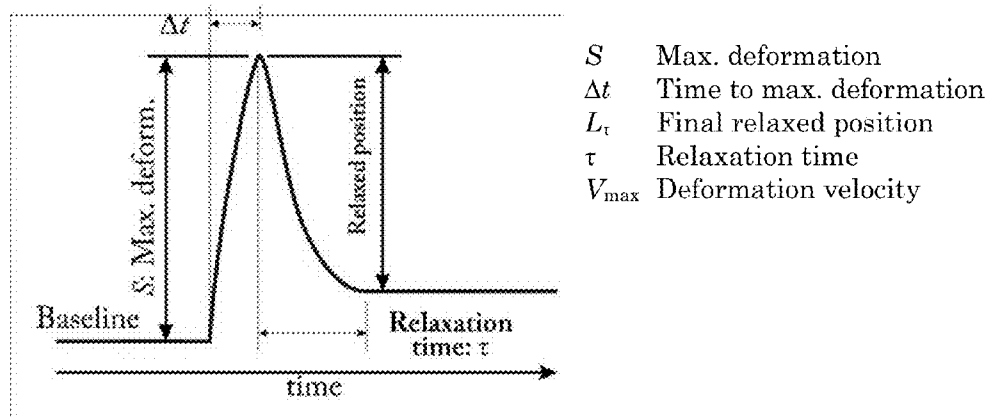 Δt
S: Max. deform.
Relaxed position
Baseline
Relaxation
time: τ
time
S Max. deformation
Δt Time to max. deformation
Lτ Final relaxed position
τ Relaxation time
Vmax Deformation velocity